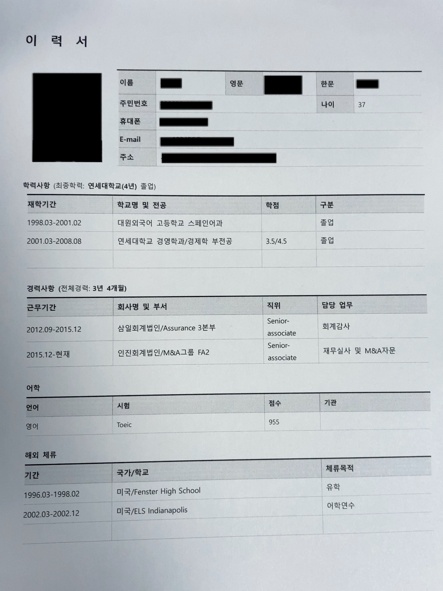 이 력 서
이름 영문 한문
주민번호 나이 37
휴대폰
E-mail
주소
학력사항 (최종학력: 연세대학교(4년) 졸업)
재학기간 학교명 및 전공 학점 구분
1998.03-2001.02 대원외국어 고등학교 스페인어과 졸업
2001.03-2008.08 연세대학교 경영학과/경제학 부전공 3.5/4.5 졸업
경력사항 (전체경력: 3년 4개월)
근무기간 회사명 및 부서 직위 담당 업무
2012.09-2015.12 삼일회계법인/Assurance 3본부 Senior-associate 회계감사
2015.12-현재 안진회계법인/M&A그룹 FA2 Senior-associate 재무실사 및 M&A자문
어학
언어 시험 점수 기관
영어 Toeic 955
해외 체류
기간 국가/학교 체류목적
1996.03-1998.02 미국/Fenster High School 유학
2002.03-2002.12 미국/ELS Indianapolis 어학연수